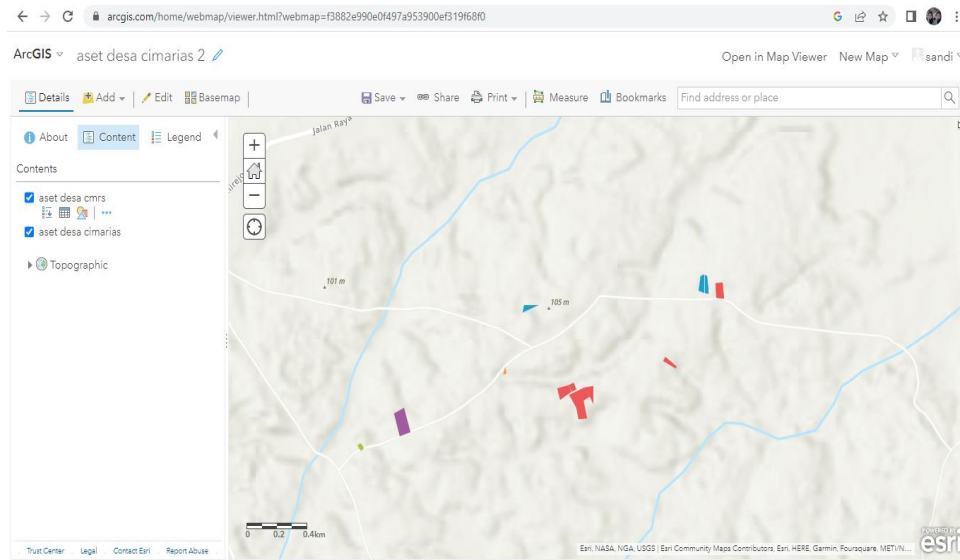 arcgis.com/home/webmap/viewer.html?webmap=f3882e990e0f497a953900ef319f68f0
ArcGIS aset desa cimarias 2 Open in Map Viewer New Map sandi
Details Add Edit Basemap Save Share Print Measure Bookmarks Find address or place
About Content Legend
Contents
aset desa cmrs
aset desa cimarias
Topographic
Jalan Raya
101 m
105 m
0 0.2 0.4km
Trust Center Legal Contact Esri Report Abuse
Esri, NASA, NGA, USGS | Esri Community Maps Contributors, Esri, HERE, Garmin, Foursquare, METI/N...
POWERED BY
esri